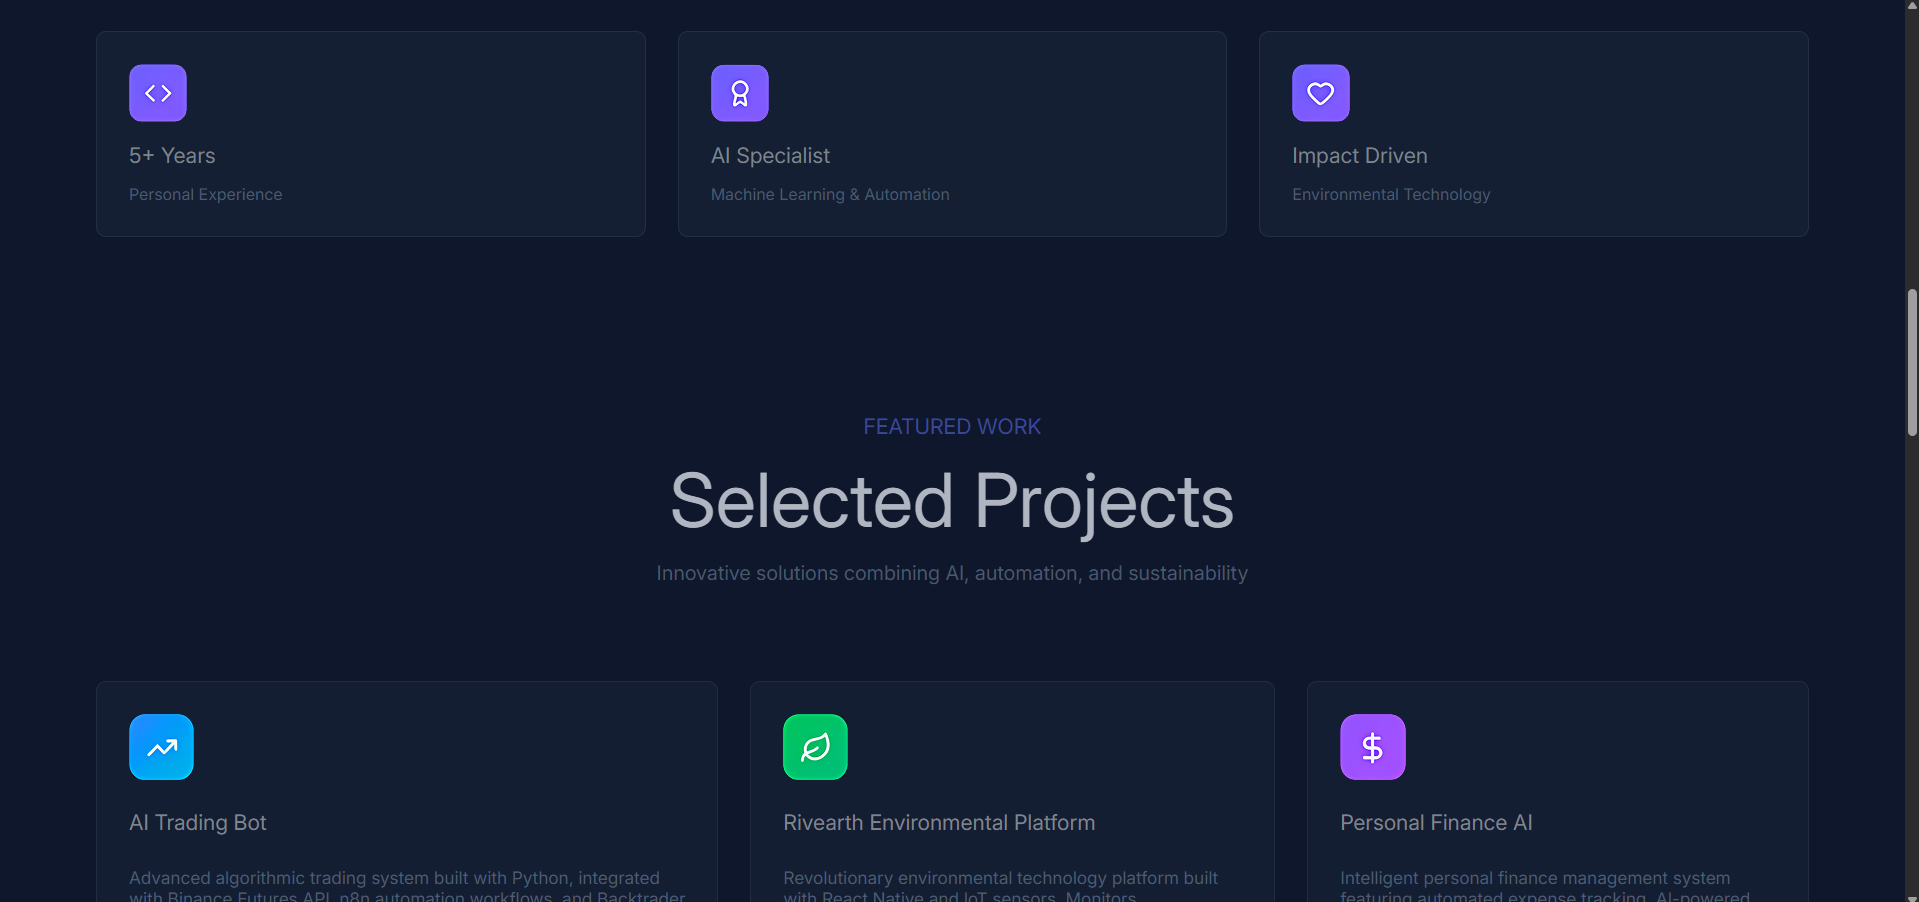 5+ Years
Personal Experience
AI Specialist
Machine Learning & Automation
Impact Driven
Environmental Technology
FEATURED WORK
Selected Projects
Innovative solutions combining AI, automation, and sustainability
AI Trading Bot
Advanced algorithmic trading system built with Python, integrated
with Binance Futures API, n8n automation workflows, and Backtrader
Rivearth Environmental Platform
Revolutionary environmental technology platform built
with React Native and IoT sensors. Monitors
Personal Finance AI
Intelligent personal finance management system
featuring automated expense tracking, AI-powered